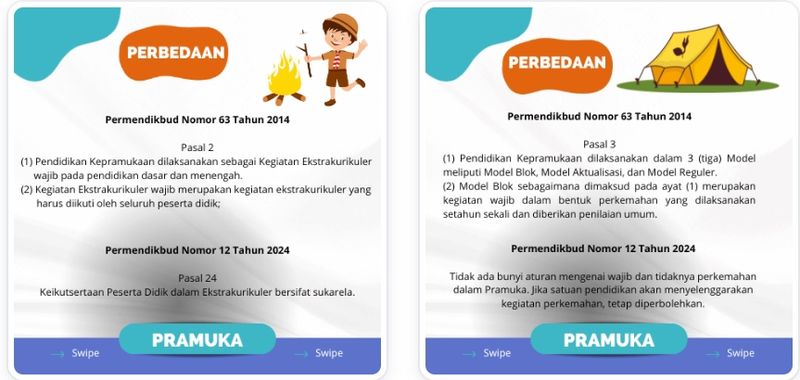 PERBEDAAN
Permendikbud Nomor 63 Tahun 2014
Pasal 2
(1) Pendidikan Kepramukaan dilaksanakan sebagai Kegiatan Ekstrakurikuler
wajib pada pendidikan dasar dan menengah.
(2) Kegiatan Ekstrakurikuler wajib merupakan kegiatan ekstrakurikuler yang
harus diikuti oleh seluruh peserta didik;
Permendikbud Nomor 12 Tahun 2024
Pasal 24
Keikutsertaan Peserta Didik dalam Ekstrakurikuler bersifat sukarela.
Swipe
PRAMUKA
Swipe
PERBEDAAN
Permendikbud Nomor 63 Tahun 2014
Pasal 3
(1) Pendidikan Kepramukaan dilaksanakan dalam 3 (tiga) Model
meliputi Model Blok, Model Aktualisasi, dan Model Reguler.
(2) Model Blok sebagaimana dimaksud pada ayat (1) merupakan
kegiatan wajib dalam bentuk perkemahan yang dilaksanakan
setahun sekali dan diberikan penilaian umum.
Permendikbud Nomor 12 Tahun 2024
Tidak ada bunyi aturan mengenai wajib dan tidaknya perkemahan
dalam Pramuka. Jika satuan pendidikan akan menyelenggarakan
kegiatan perkemahan, tetap diperbolehkan.
Swipe
PRAMUKA
Swipe